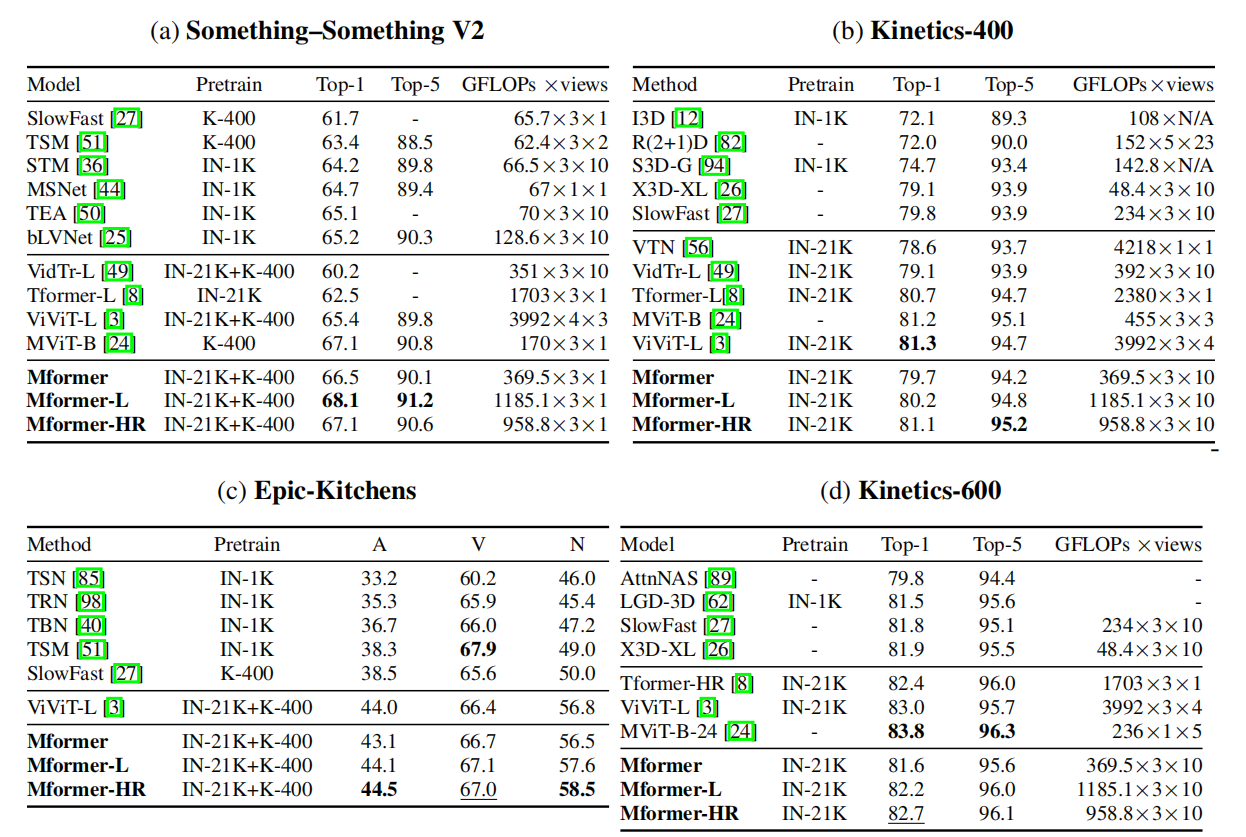 (a) Something–Something V2
Model Pretrain Top-1 Top-5 GFLOPs ×views
SlowFast [27] K-400 61.7 - 65.7×3×1
TSM [51] K-400 63.4 88.5 62.4×3×2
STM [36] IN-1K 64.2 89.8 66.5×3×10
MSNet [44] IN-1K 64.7 89.4 67×1×1
TEA [50] IN-1K 65.1 - 70×3×10
bLVNet [25] IN-1K 65.2 90.3 128.6×3×10
VidTr-L [49] IN-21K+K-400 60.2 - 351×3×10
Tformer-L [8] IN-21K 62.5 - 1703×3×1
ViViT-L [3] IN-21K+K-400 65.4 89.8 3992×4×3
MViT-B [24] K-400 67.1 90.8 170×3×1
Mformer IN-21K+K-400 66.5 90.1 369.5×3×1
Mformer-L IN-21K+K-400 68.1 91.2 1185.1×3×1
Mformer-HR IN-21K+K-400 67.1 90.6 958.8×3×1
(b) Kinetics-400
Method Pretrain Top-1 Top-5 GFLOPs ×views
I3D [12] IN-1K 72.1 89.3 108×N/A
R(2+1)D [82] - 72.0 90.0 152×5×23
S3D-G [94] IN-1K 74.7 93.4 142.8×N/A
X3D-XL [26] - 79.1 93.9 48.4×3×10
SlowFast [27] - 79.8 93.9 234×3×10
VTN [56] IN-21K 78.6 93.7 4218×1×1
VidTr-L [49] IN-21K 79.1 93.9 392×3×10
Tformer-L[8] IN-21K 80.7 94.7 2380×3×1
MViT-B [24] - 81.2 95.1 455×3×3
ViViT-L [3] IN-21K 81.3 94.7 3992×3×4
Mformer IN-21K 79.7 94.2 369.5×3×10
Mformer-L IN-21K 80.2 94.8 1185.1×3×10
Mformer-HR IN-21K 81.1 95.2 958.8×3×10
(c) Epic-Kitchens
Method Pretrain A V N
TSN [85] IN-1K 33.2 60.2 46.0
TRN [98] IN-1K 35.3 65.9 45.4
TBN [40] IN-1K 36.7 66.0 47.2
TSM [51] IN-1K 38.3 67.9 49.0
SlowFast [27] K-400 38.5 65.6 50.0
ViViT-L [3] IN-21K+K-400 44.0 66.4 56.8
Mformer IN-21K+K-400 43.1 66.7 56.5
Mformer-L IN-21K+K-400 44.1 67.1 57.6
Mformer-HR IN-21K+K-400 44.5 67.0 58.5
(d) Kinetics-600
Model Pretrain Top-1 Top-5 GFLOPs ×views
AttnNAS [89] - 79.8 94.4 -
LGD-3D [62] IN-1K 81.5 95.6 -
SlowFast [27] - 81.8 95.1 234×3×10
X3D-XL [26] - 81.9 95.5 48.4×3×10
Tformer-HR [8] IN-21K 82.4 96.0 1703×3×1
ViViT-L [3] IN-21K 83.0 95.7 3992×3×4
MViT-B-24 [24] - 83.8 96.3 236×1×5
Mformer IN-21K 81.6 95.6 369.5×3×10
Mformer-L IN-21K 82.2 96.0 1185.1×3×10
Mformer-HR IN-21K 82.7 96.1 958.8×3×10